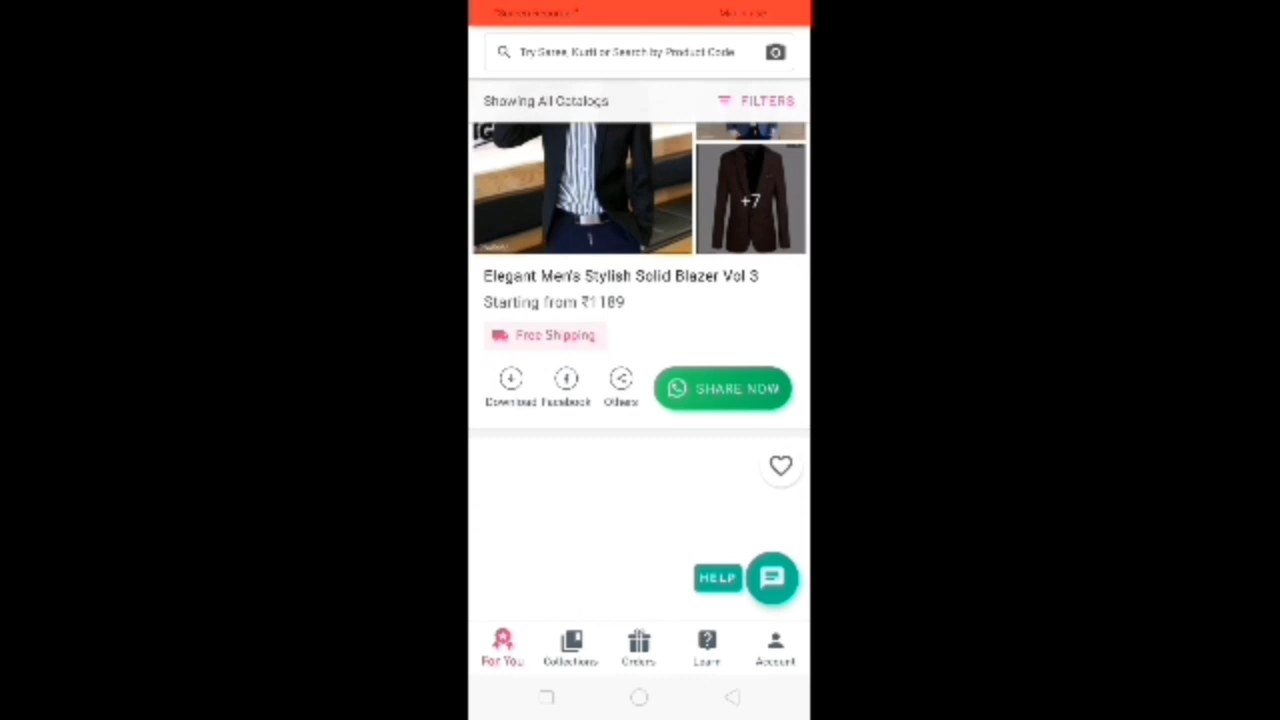 Try Saree, Kurti or Search by Product Code
Showing All Catalogs
FILTERS
IG
+7
Elegant Men's Stylish Solid Blazer Vol 3
Starting from ₹1189
Free Shipping
Download Facebook Others
SHARE NOW
HELP
For You Collections Orders Learn Account